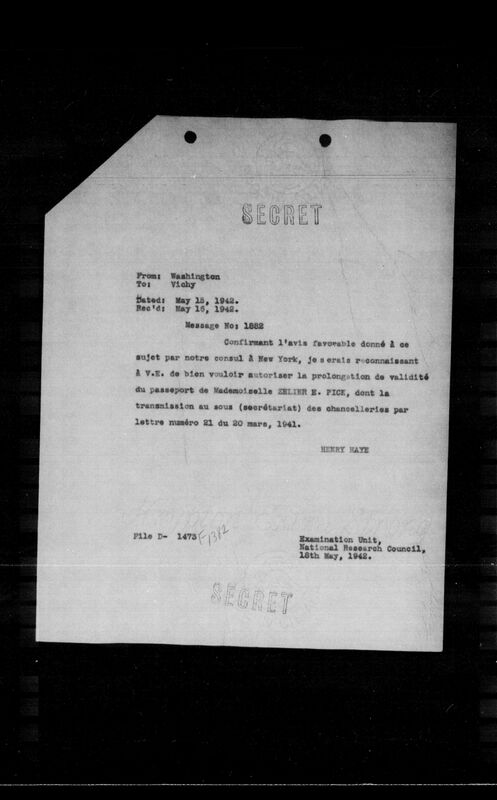 SECRET
From: Washington
To: Vichy
Dated: May 15, 1942.
Rec'd: May 16, 1942.
Message No: 1882
Confirmant l'avis favorable donné à ce
sujet par notre consul à New York, je serais reconnaissant
à V.E. de bien vouloir autoriser la prolongation de validité
du passeport de Mademoiselle ZELIER E. PICE, dont la
transmission au sous (secrétariat) des chancelleries par
lettre numéro 21 du 20 mars, 1941.
HENRY HAYE
File D- 1473 F1382
Examination Unit,
National Research Council,
18th May, 1942.
SECRET